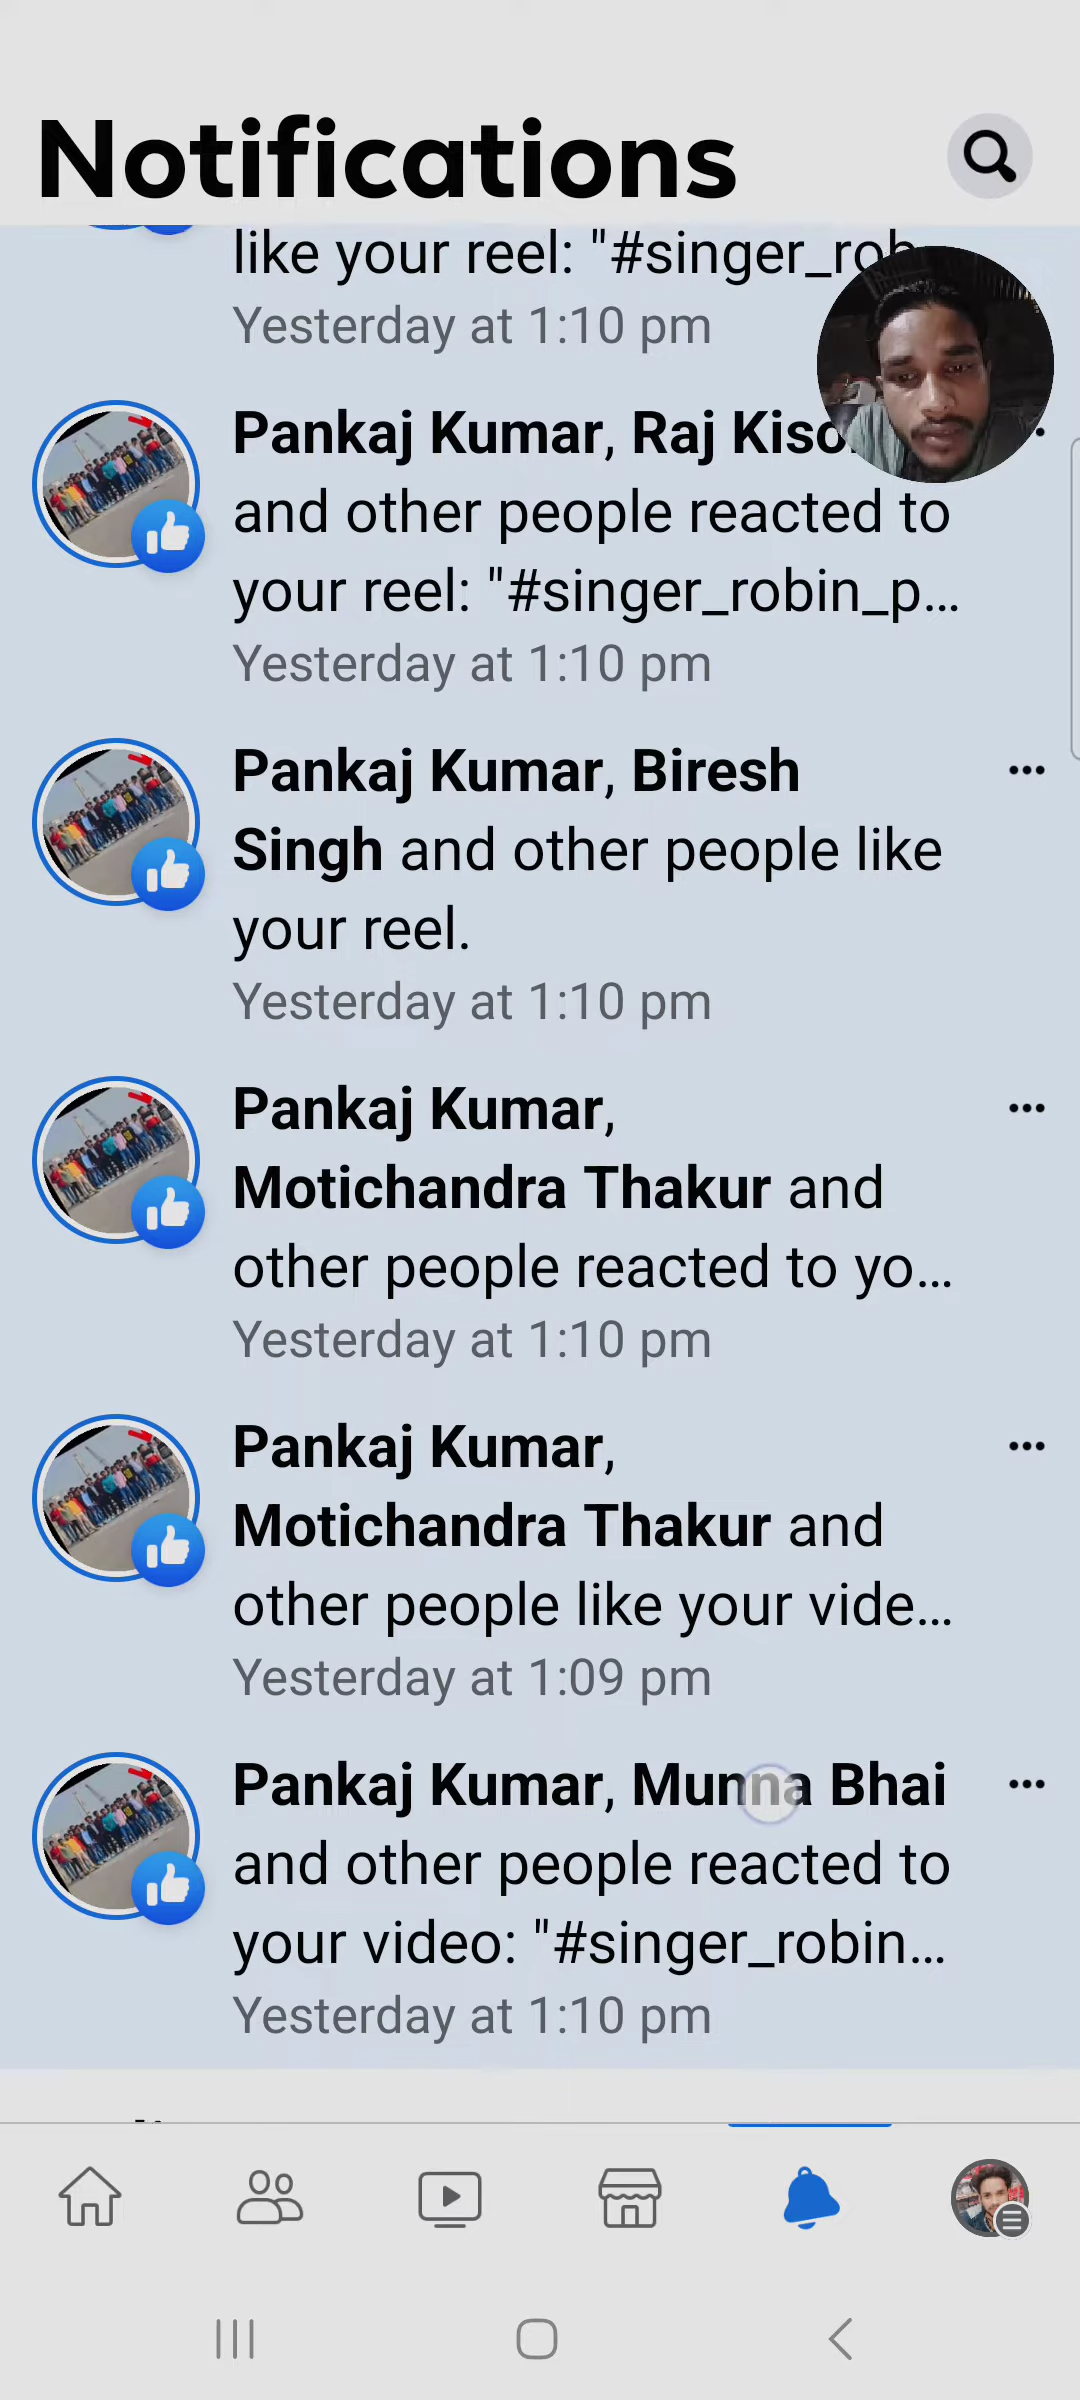 Notifications
like your reel: "#singer_rob
Yesterday at 1:10 pm
Pankaj Kumar, Raj Kiso
and other people reacted to
your reel: "#singer_robin_p...
Yesterday at 1:10 pm
Pankaj Kumar, Biresh
Singh and other people like
your reel.
Yesterday at 1:10 pm
Pankaj Kumar,
Motichandra Thakur and
other people reacted to yo...
Yesterday at 1:10 pm
Pankaj Kumar,
Motichandra Thakur and
other people like your vide...
Yesterday at 1:09 pm
Pankaj Kumar, Munna Bhai
and other people reacted to
your video: "#singer_robin...
Yesterday at 1:10 pm